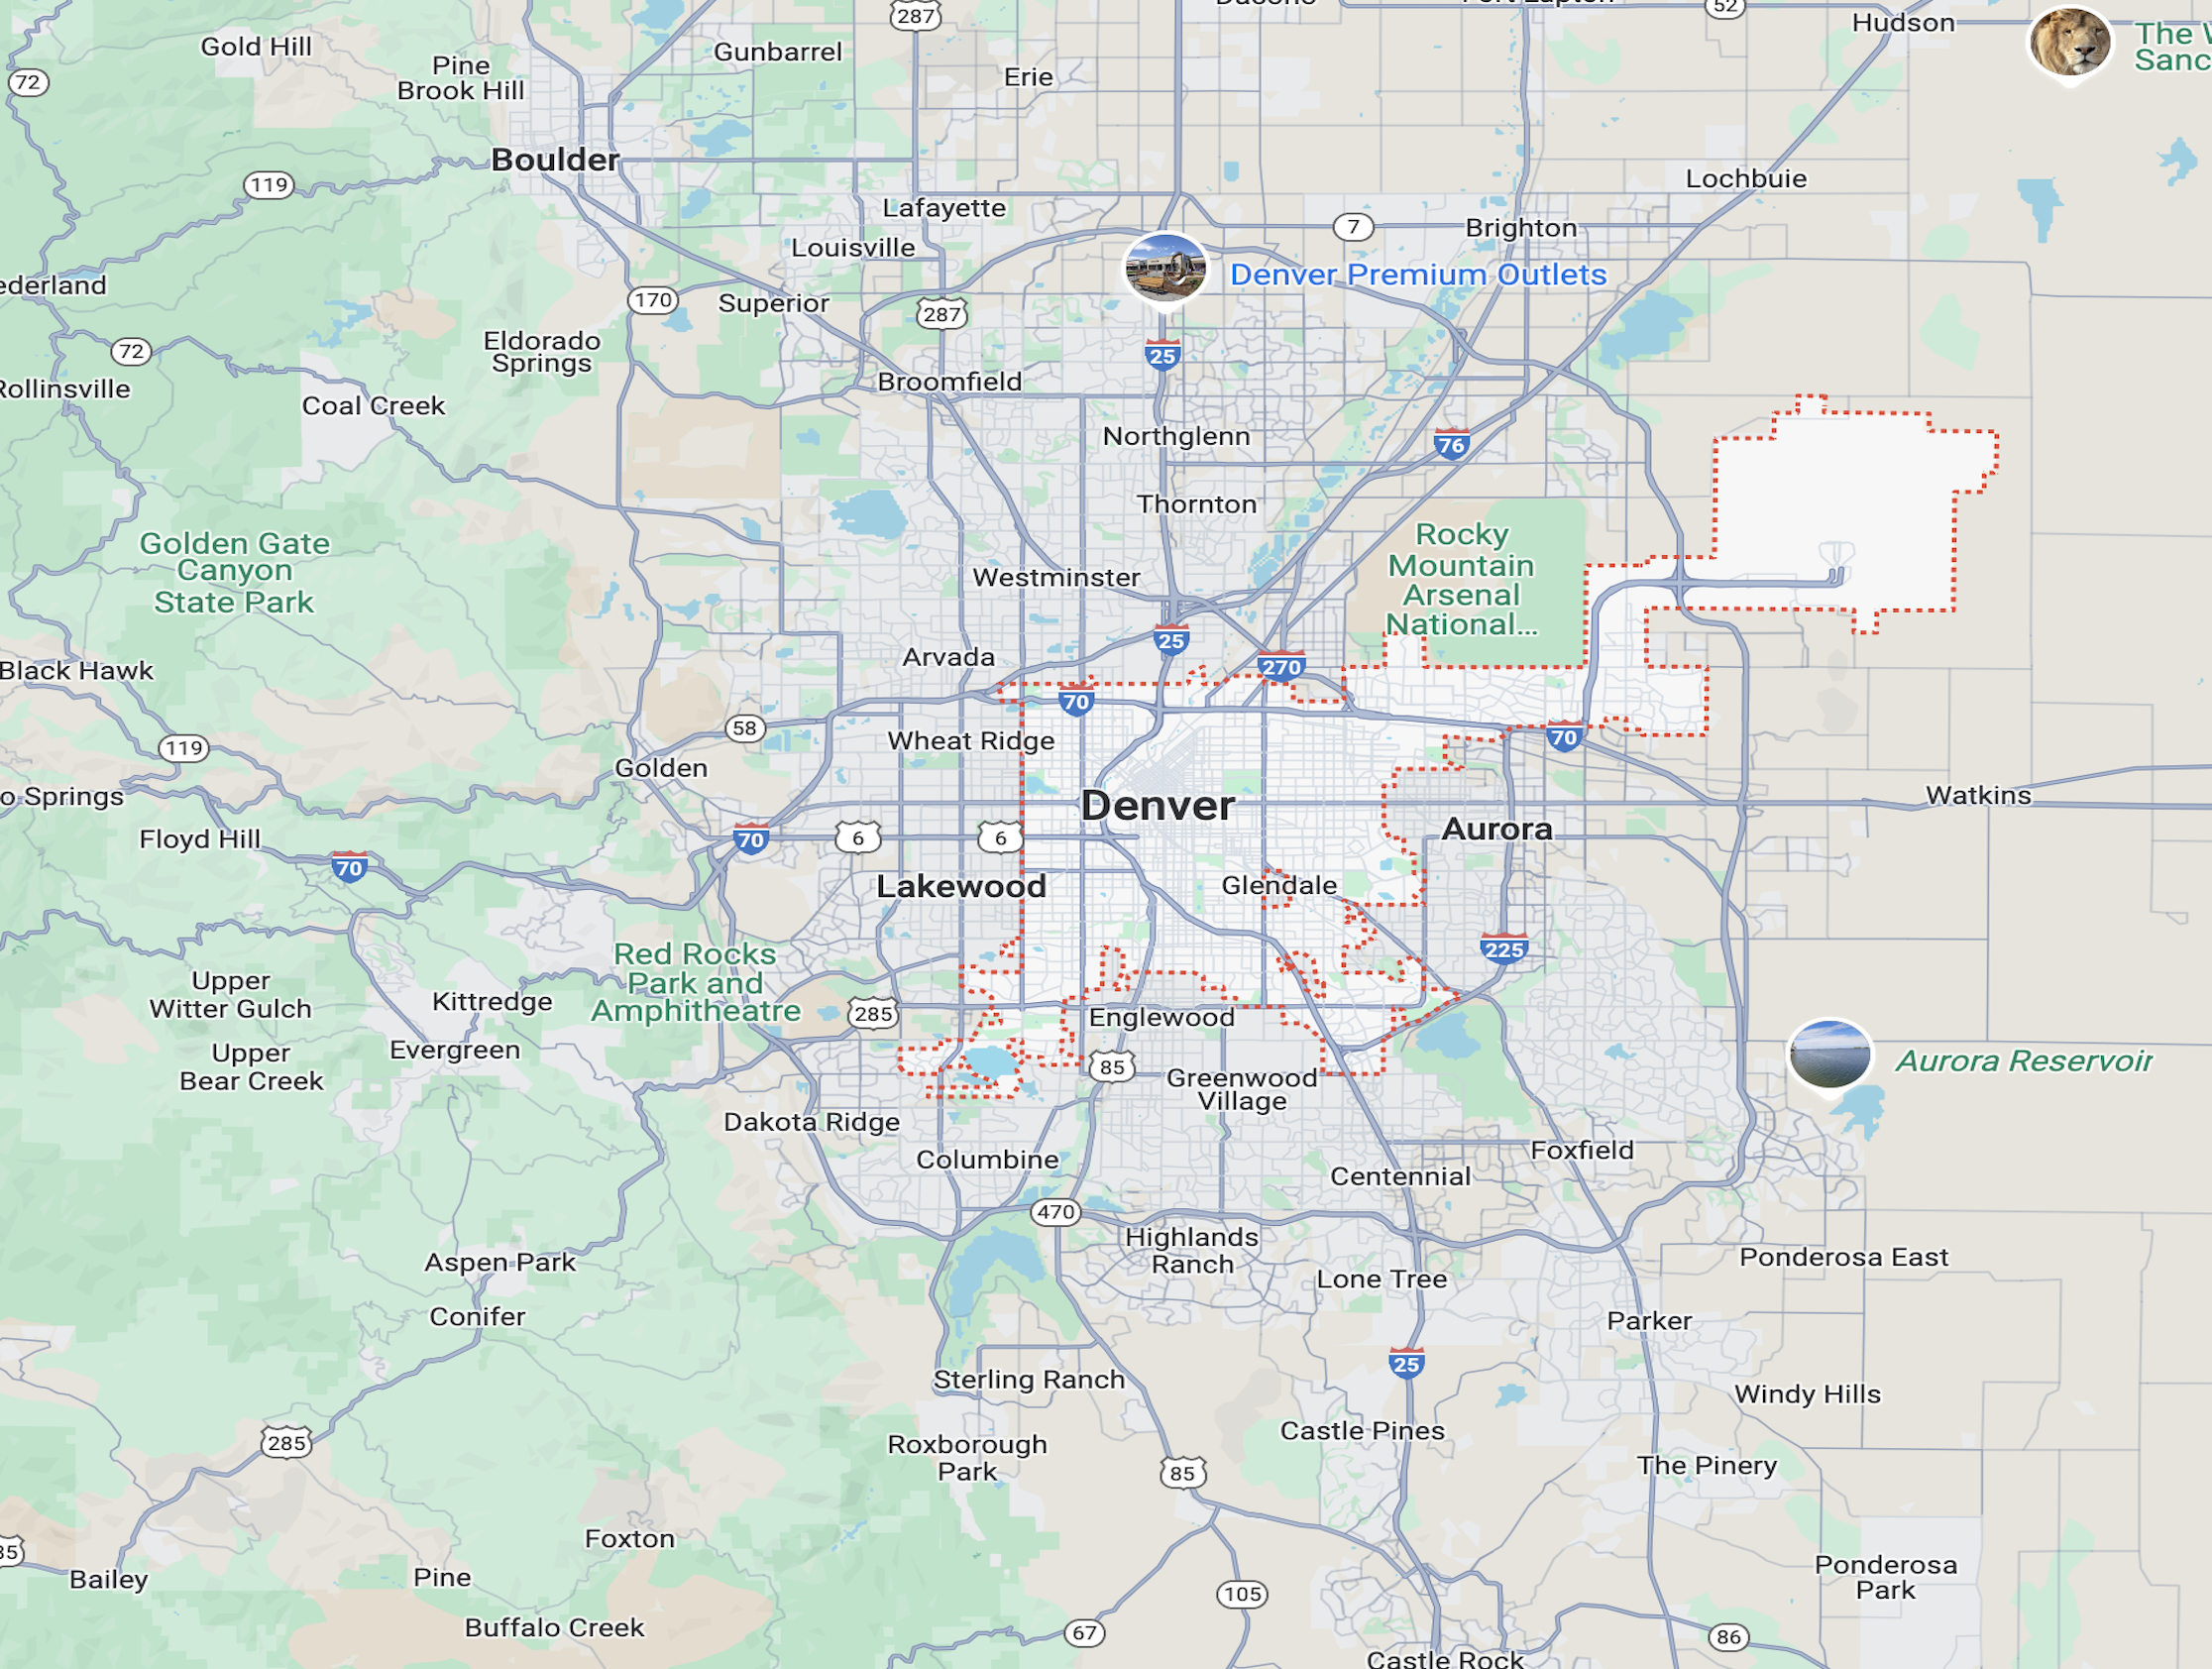 Dacono
Fort Lupton
52
287
Hudson
The W
Sanc
Gold Hill
Pine
Brook Hill
Gunbarrel
Erie
72
Boulder
119
Lochbuie
Lafayette
7
Brighton
Louisville
Denver Premium Outlets
ederland
170
Superior
287
Eldorado
Springs
72
25
Rollinsville
Coal Creek
Broomfield
Northglenn
76
Thornton
Golden Gate
Canyon
State Park
Rocky
Mountain
Arsenal
National...
Westminster
25
Arvada
270
Black Hawk
70
58
Wheat Ridge
70
119
Golden
o Springs
Denver
Watkins
Floyd Hill
70
6
6
Aurora
70
Lakewood
Glendale
Red Rocks
Park and
Amphitheatre
225
Upper
Witter Gulch
Kittredge
285
Englewood
Upper
Bear Creek
Evergreen
85
Greenwood
Village
Aurora Reservoir
Dakota Ridge
Columbine
Foxfield
Centennial
470
Highlands
Ranch
Aspen Park
Ponderosa East
Lone Tree
Conifer
Parker
25
Sterling Ranch
Windy Hills
Castle Pines
285
Roxborough
Park
85
The Pinery
Foxton
35
Bailey
Pine
105
Ponderosa
Park
Buffalo Creek
67
86
Castle Rock